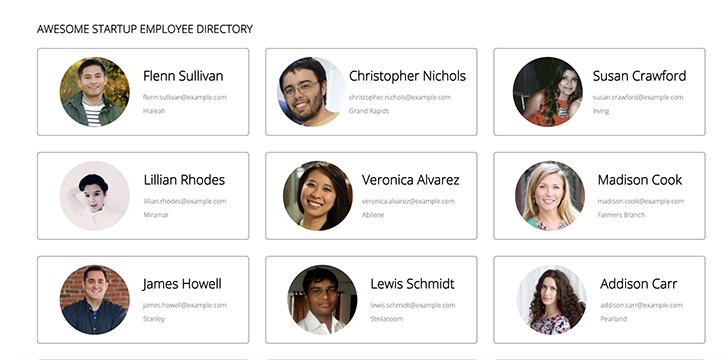 AWESOME STARTUP EMPLOYEE DIRECTORY
Flenn Sullivan
flenn.sullivan@example.com
Hialeah
Christopher Nichols
christopher.nichols@example.com
Grand Rapids
Susan Crawford
susan.crawford@example.com
Irving
Lillian Rhodes
lillian.rhodes@example.com
Miramar
Veronica Alvarez
veronica.alvarez@example.com
Abilene
Madison Cook
madison.cook@example.com
Farmers Branch
James Howell
james.howell@example.com
Stanley
Lewis Schmidt
lewis.schmidt@example.com
Steilacoom
Addison Carr
addison.carr@example.com
Pearland